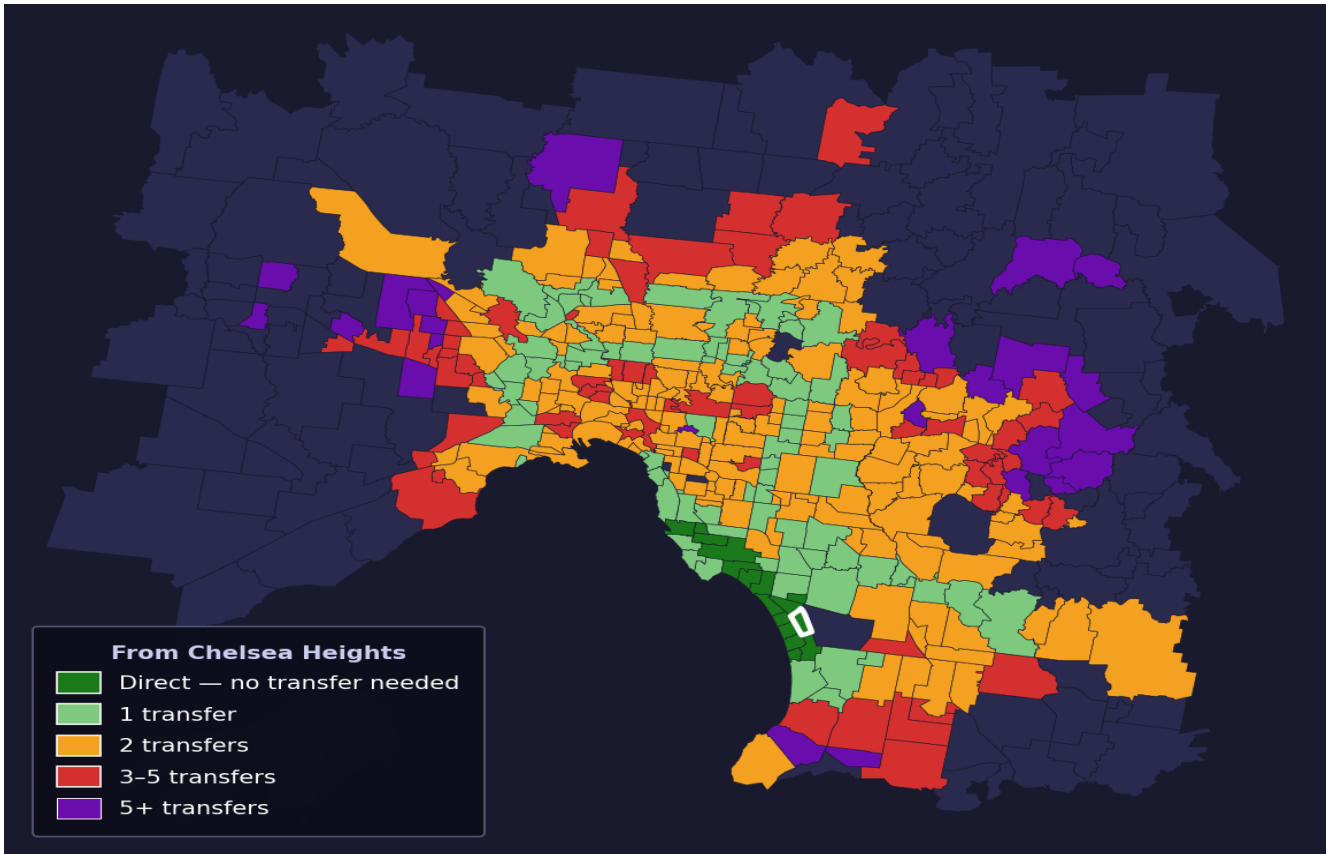 From Chelsea Heights
Direct — no transfer needed
1 transfer
2 transfers
3–5 transfers
5+ transfers